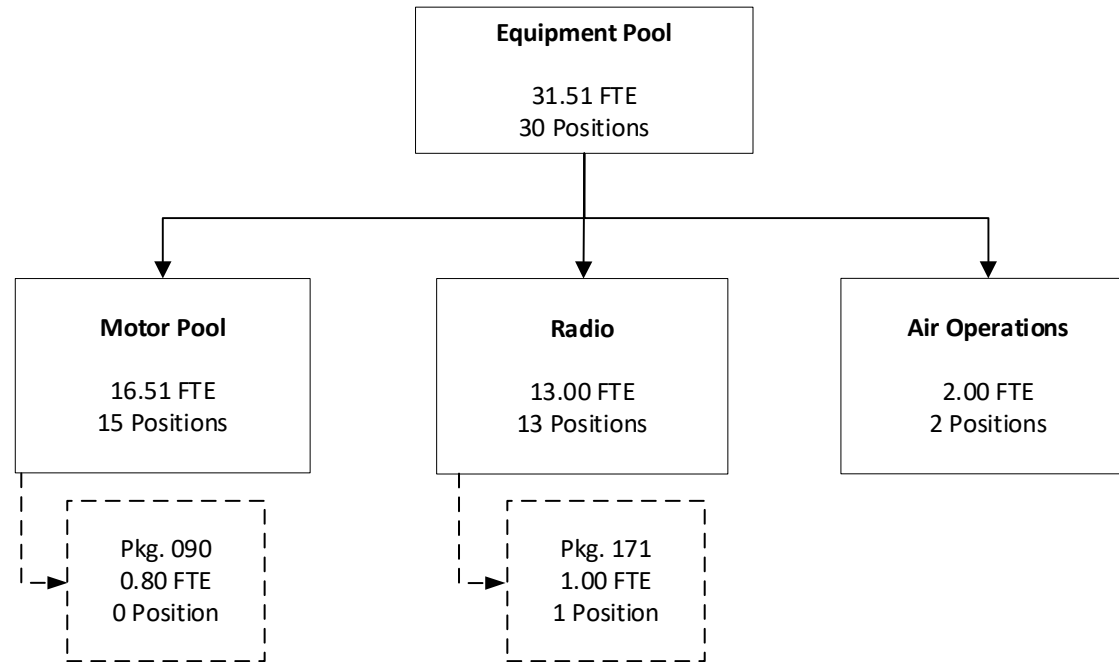 Equipment Pool
31.51 FTE
30 Positions
Motor Pool
16.51 FTE
15 Positions
Radio
13.00 FTE
13 Positions
Air Operations
2.00 FTE
2 Positions
Pkg. 090
0.80 FTE
0 Position
Pkg. 171
1.00 FTE
1 Position